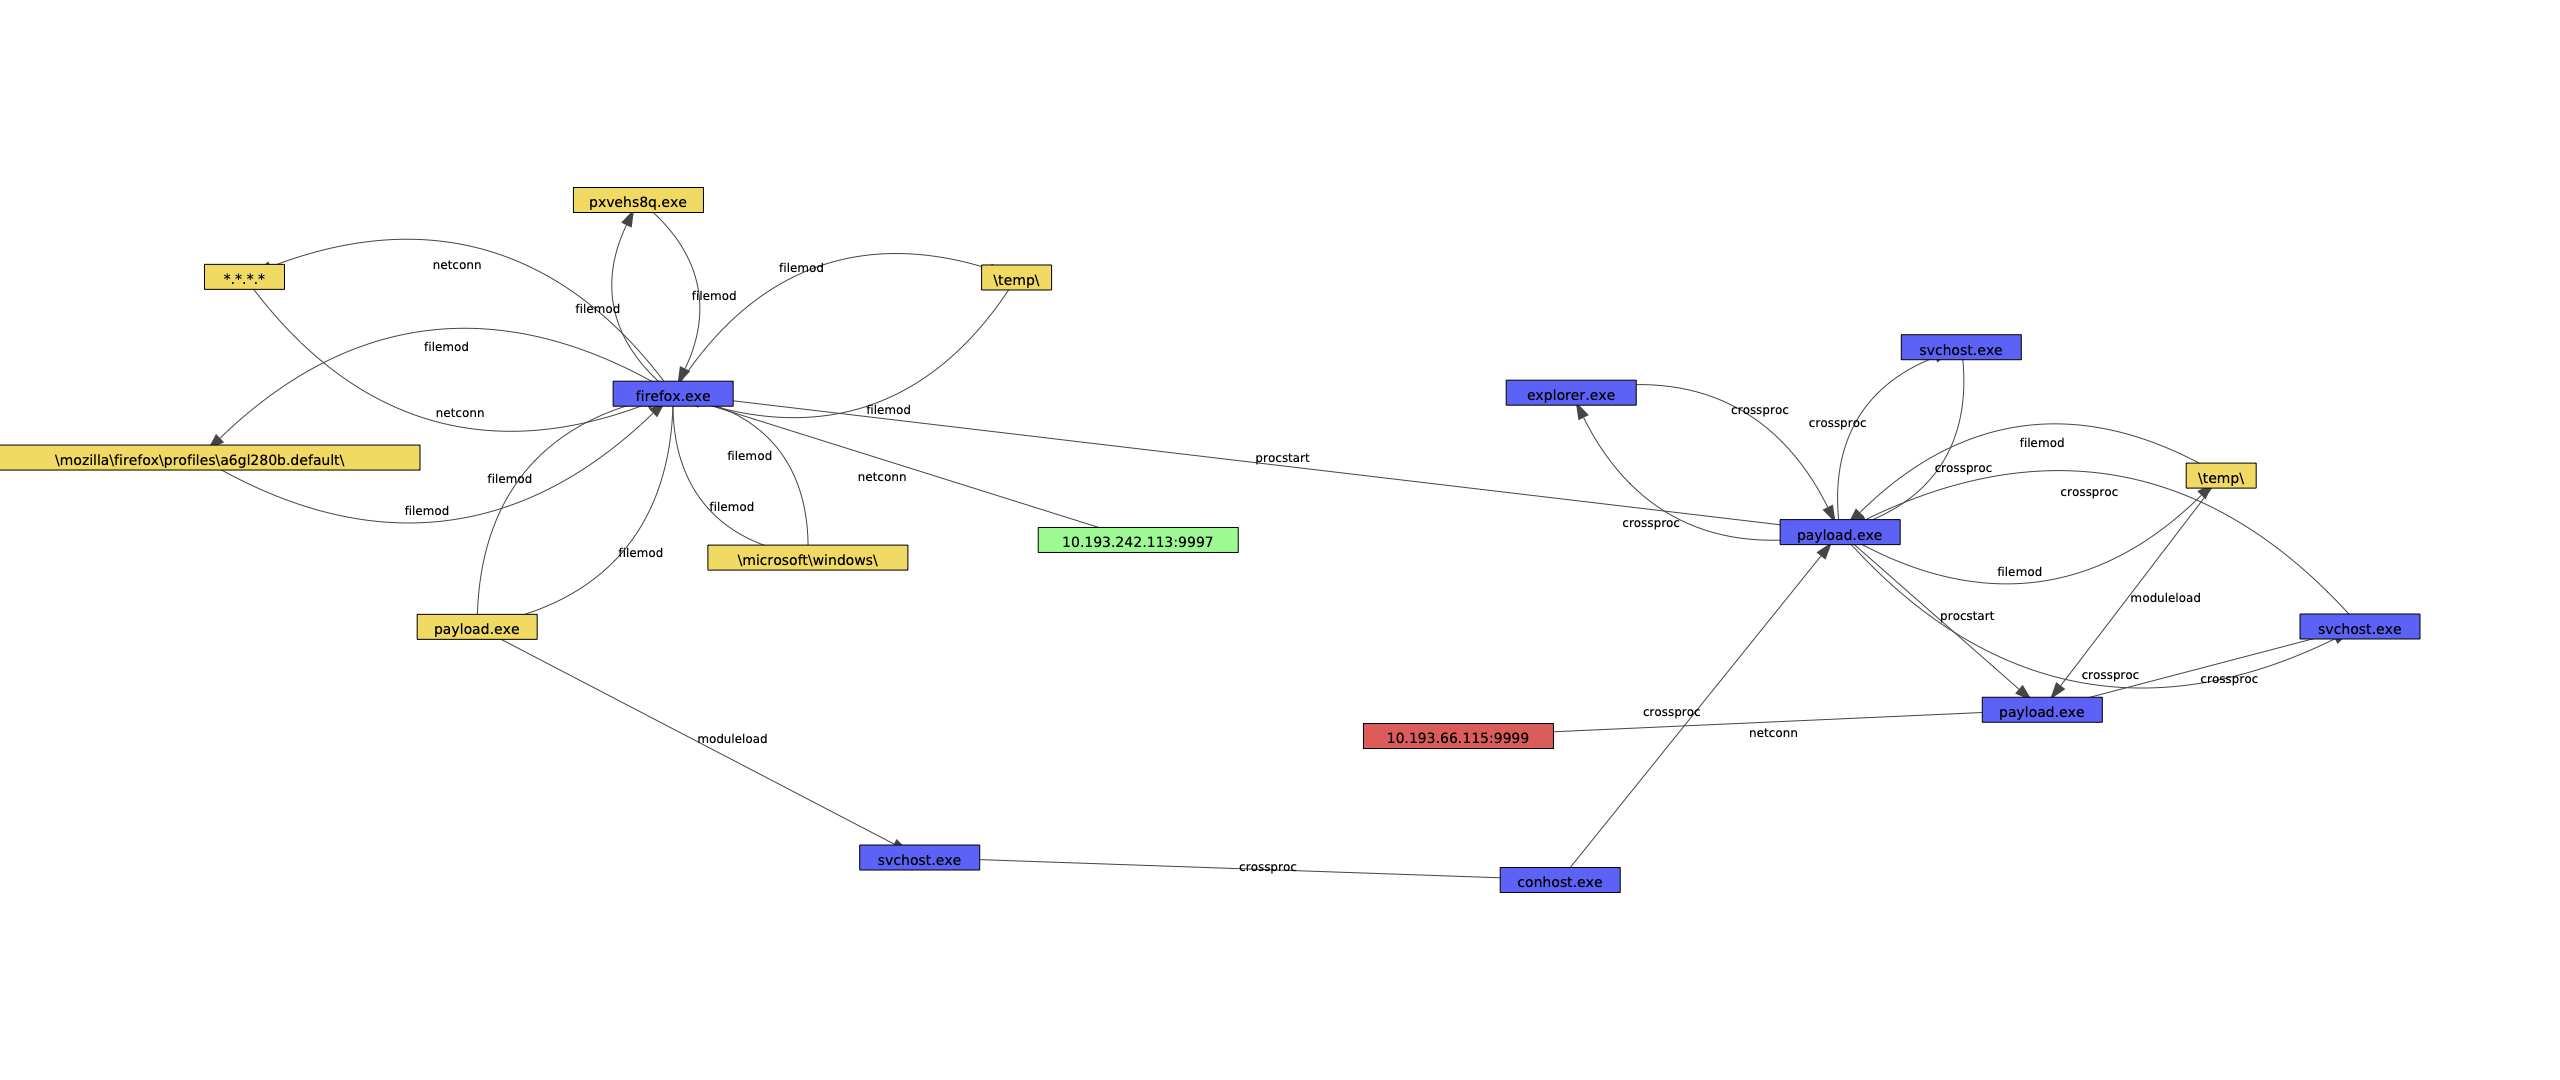 pxvehs8q.exe
netconn
filemod
*.*.*.*
\temp\
filemod
filemod
filemod
svchost.exe
explorer.exe
firefox.exe
crossproc
filemod
netconn
crossproc
filemod
filemod
procstart
\mozilla\firefox\profiles\a6gl280b.default\
crossproc
netconn
\temp\
filemod
crossproc
filemod
filemod
crossproc
payload.exe
10.193.242.113:9997
filemod
\microsoft\windows\
filemod
moduleload
procstart
payload.exe
svchost.exe
crossproc
crossproc
crossproc
payload.exe
netconn
10.193.66.115:9999
moduleload
svchost.exe
crossproc
conhost.exe